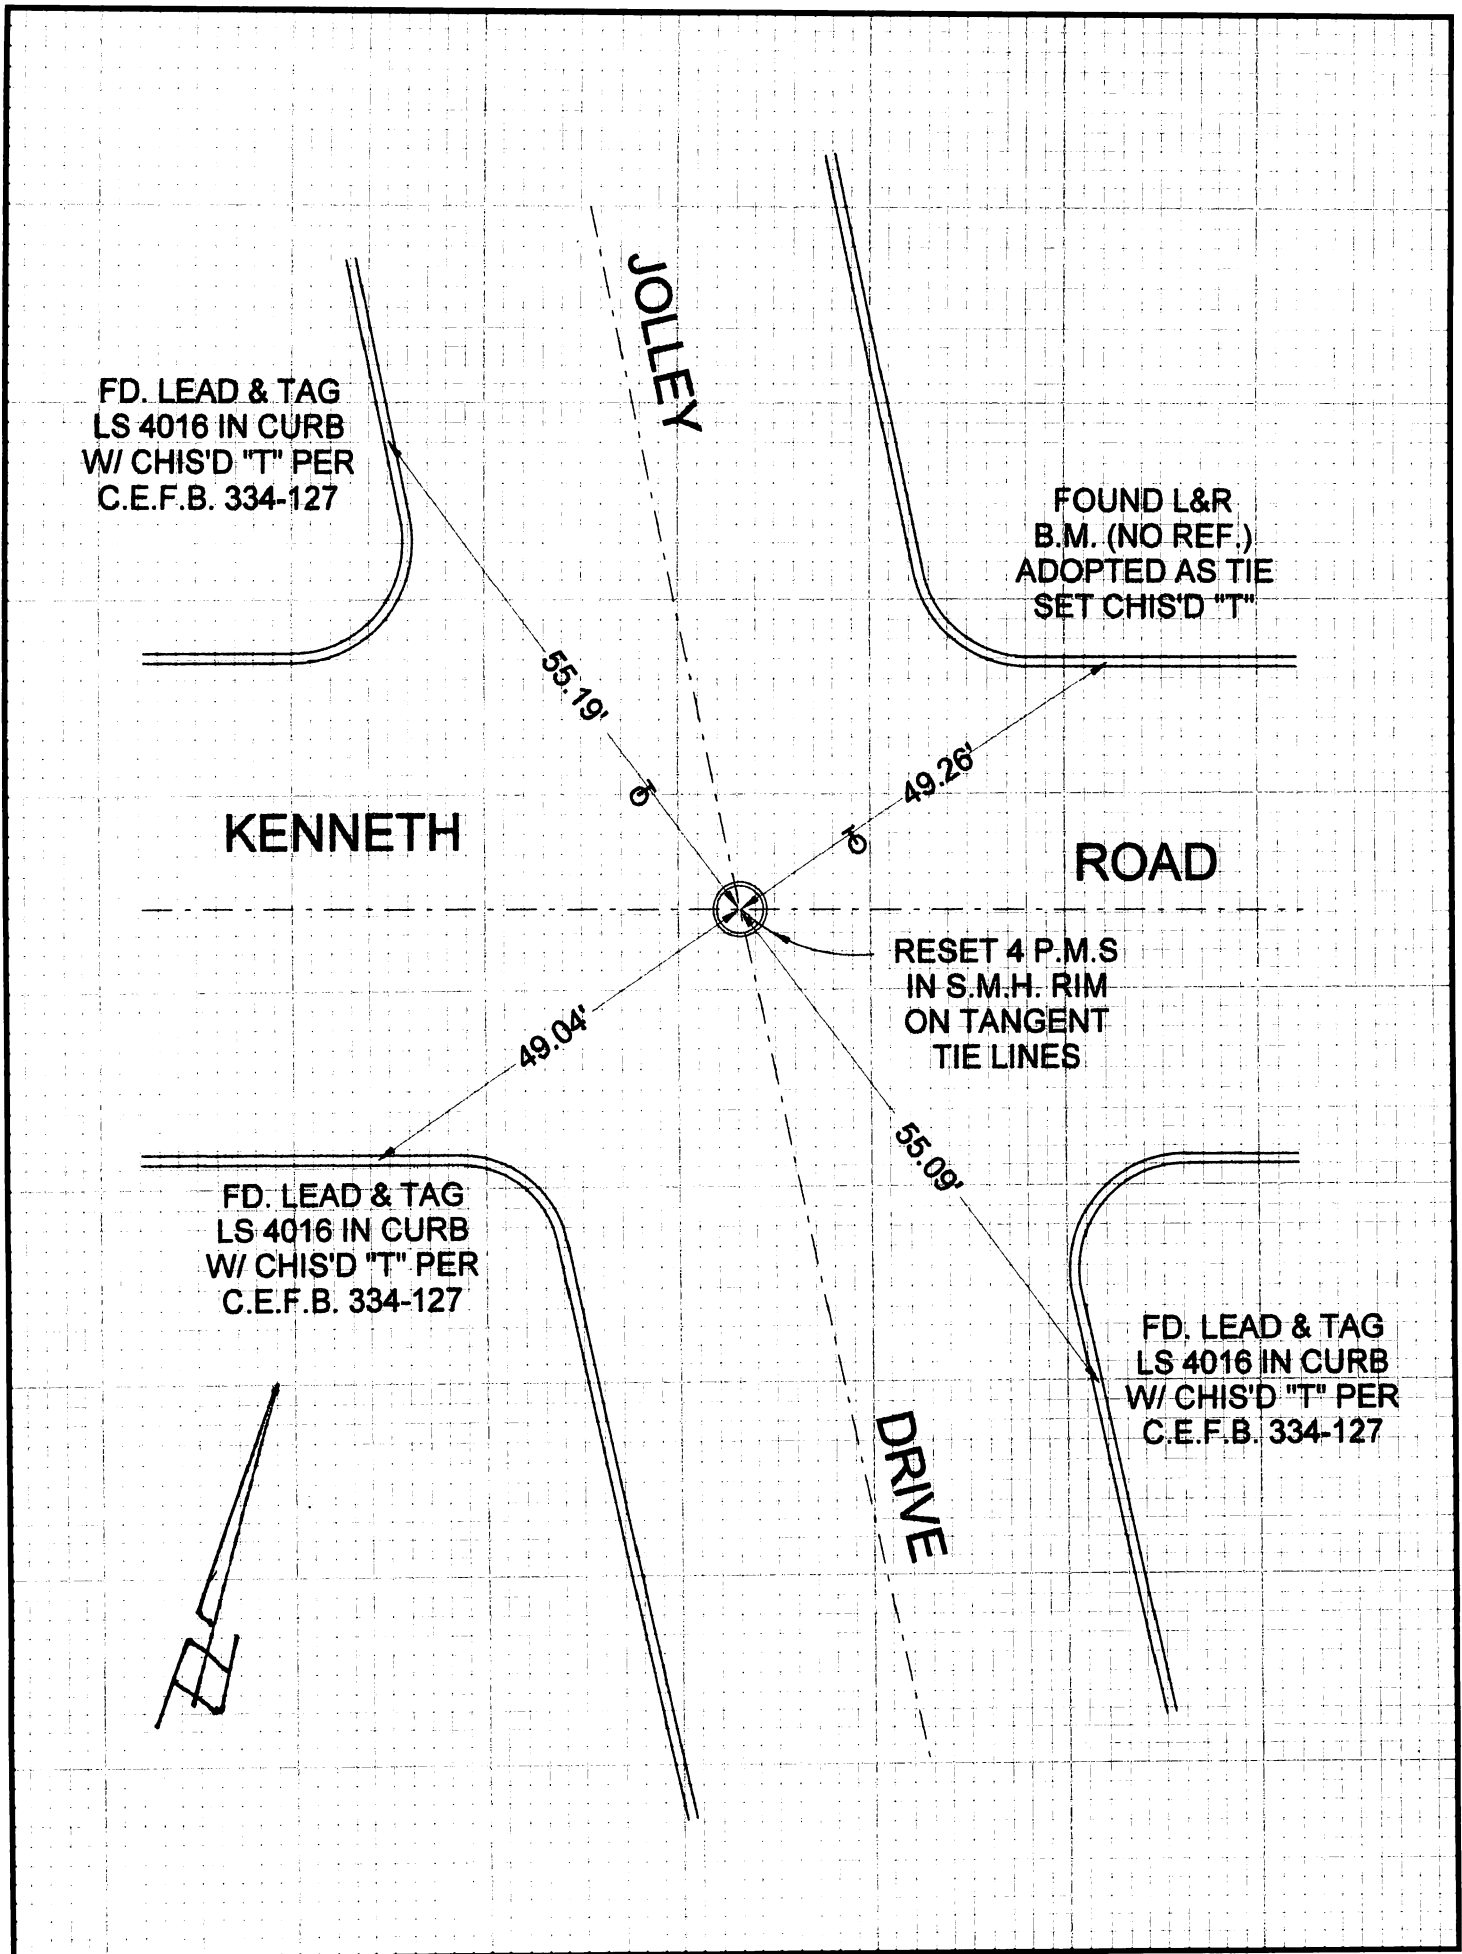 JOLLEY
FD. LEAD & TAG
LS 4016 IN CURB
W/ CHIS'D "T" PER
C.E.F.B. 334-127
FOUND L&R
B.M. (NO REF.)
ADOPTED AS TIE
SET CHIS'D "T"
55.19'
49.26'
KENNETH
ROAD
RESET 4 P.M.S
IN S.M.H. RIM
ON TANGENT
TIE LINES
49.04'
55.09'
FD. LEAD & TAG
LS 4016 IN CURB
W/ CHIS'D "T" PER
C.E.F.B. 334-127
FD. LEAD & TAG
LS 4016 IN CURB
W/ CHIS'D "T" PER
C.E.F.B. 334-127
DRIVE
N